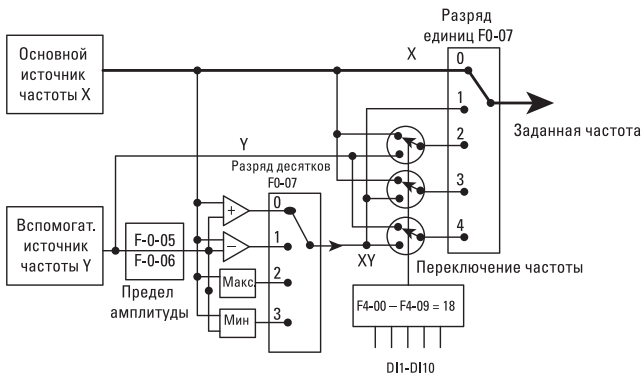 Разряд
единиц F0-07
Основной
источник
частоты X
X
0
1
2
3
4
Заданная частота
Y
Разряд десятков
F0-07
Вспомогат.
источник
частоты Y
F-0-05
F-0-06
Предел
амплитуды
+
−
Макс.
Мин
0
1
2
3
XY
Переключение частоты
F4-00 – F4-09 = 18
DI1-DI10